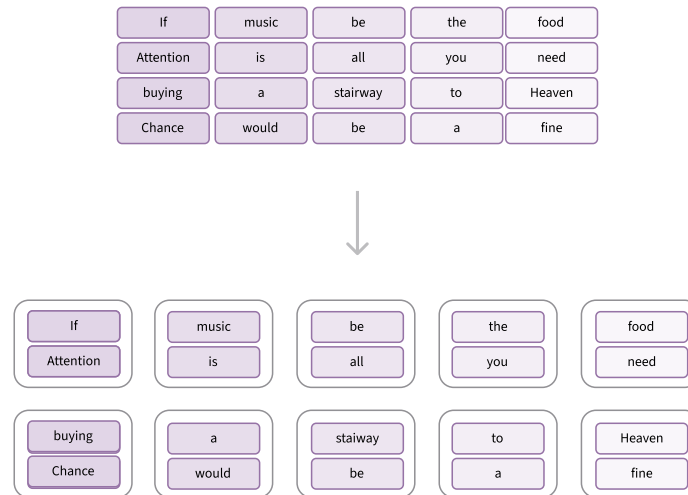 If music be the food
Attention is all you need
buying a stairway to Heaven
Chance would be a fine
If music be the food
Attention is all you need
buying a staiway to Heaven
Chance would be a fine